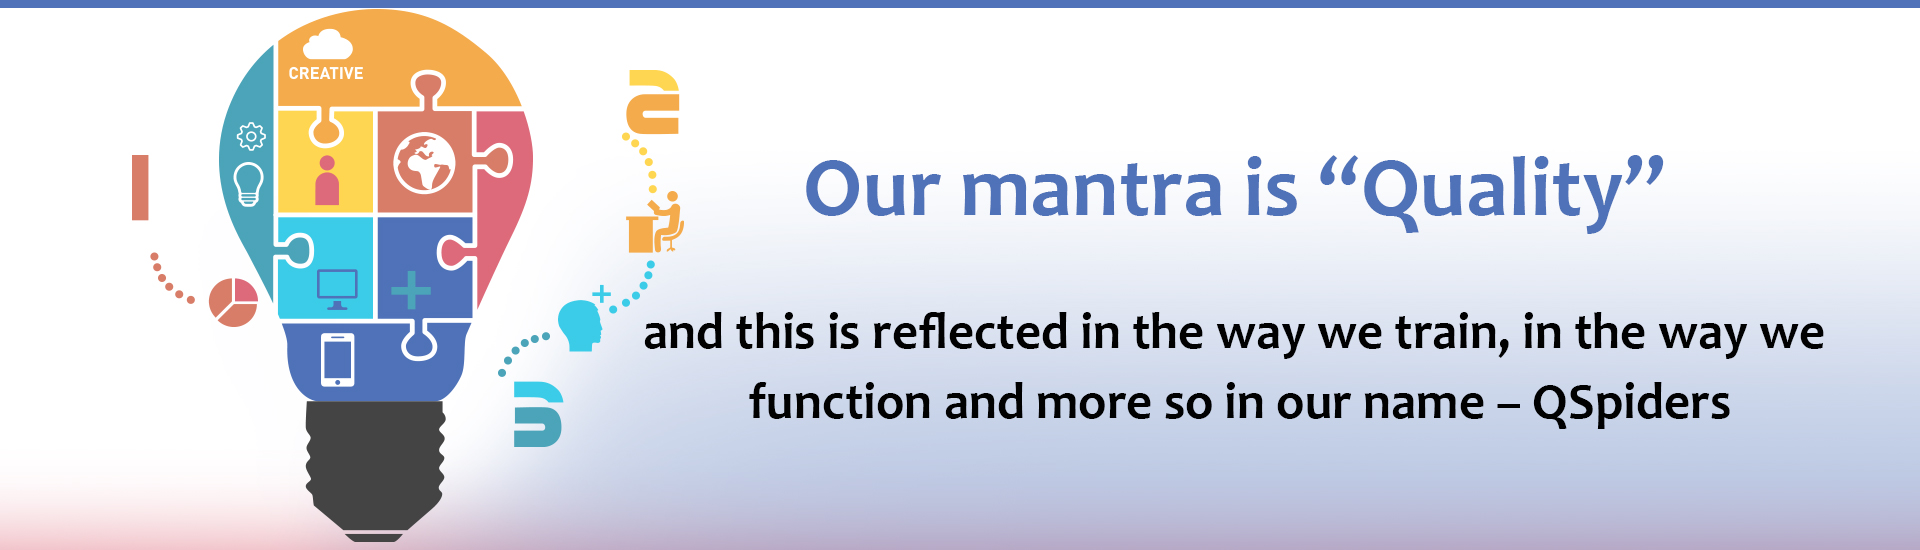 CREATIVE
1
2
3
Our mantra is “Quality”
and this is reflected in the way we train, in the way we
function and more so in our name – QSpiders